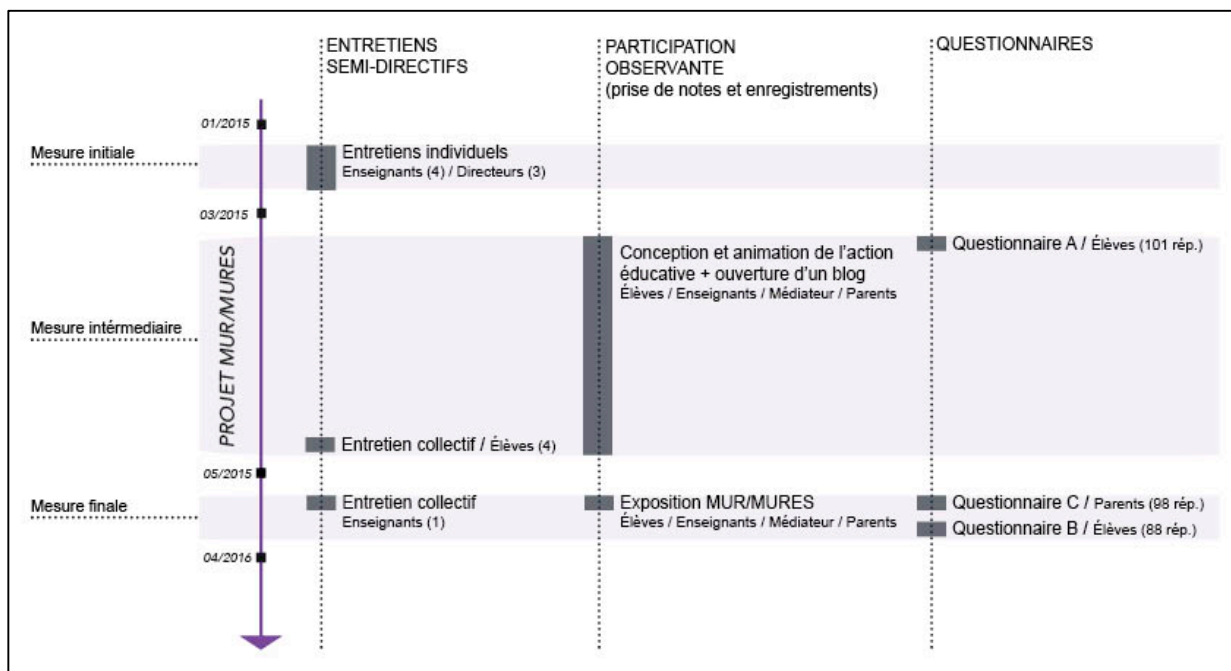 ENTRETIENS
SEMI-DIRECTIFS
PARTICIPATION
OBSERVANTE
(prise de notes et enregistrements)
QUESTIONNAIRES
01/2015
Mesure initiale
Entretiens individuels
Enseignants (4) / Directeurs (3)
03/2015
Mesure intérmediaire
PROJET MUR/MURES
Conception et animation de l'action
éducative + ouverture d'un blog
Élèves / Enseignants / Médiateur / Parents
Questionnaire A / Élèves (101 rép.)
Entretien collectif / Élèves (4)
05/2015
Mesure finale
Entretien collectif
Enseignants (1)
Exposition MUR/MURES
Élèves / Enseignants / Médiateur / Parents
Questionnaire C / Parents (98 rép.)
Questionnaire B / Élèves (88 rép.)
04/2016